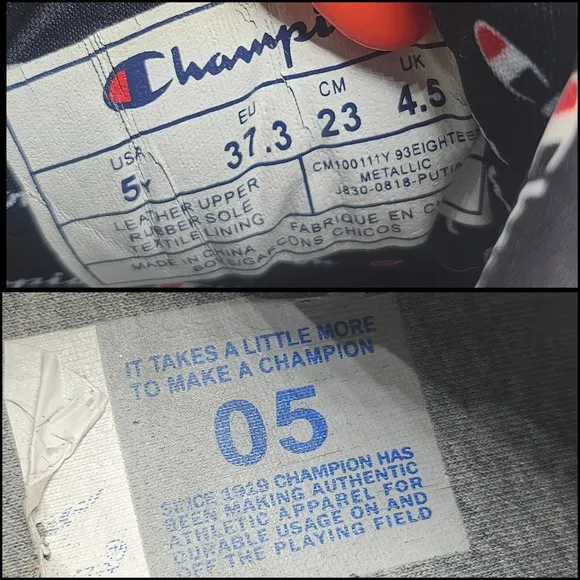 Champi
USA EU CM UK
5Y 37.3 23 4.5
LEATHER UPPER
RUBBER SOLE
TEXTILE LINING
MADE IN CHINA
CM100111Y 93EIGHTEE
METALLIC
J830-0818-PUTIA
FABRIQUE EN C
GARCONS CHICOS
IT TAKES A LITTLE MORE
TO MAKE A CHAMPION
05
SINCE 1919 CHAMPION HAS
BEEN MAKING AUTHENTIC
ATHLETIC APPAREL FOR
DURABLE USAGE ON AND
OFF THE PLAYING FIELD